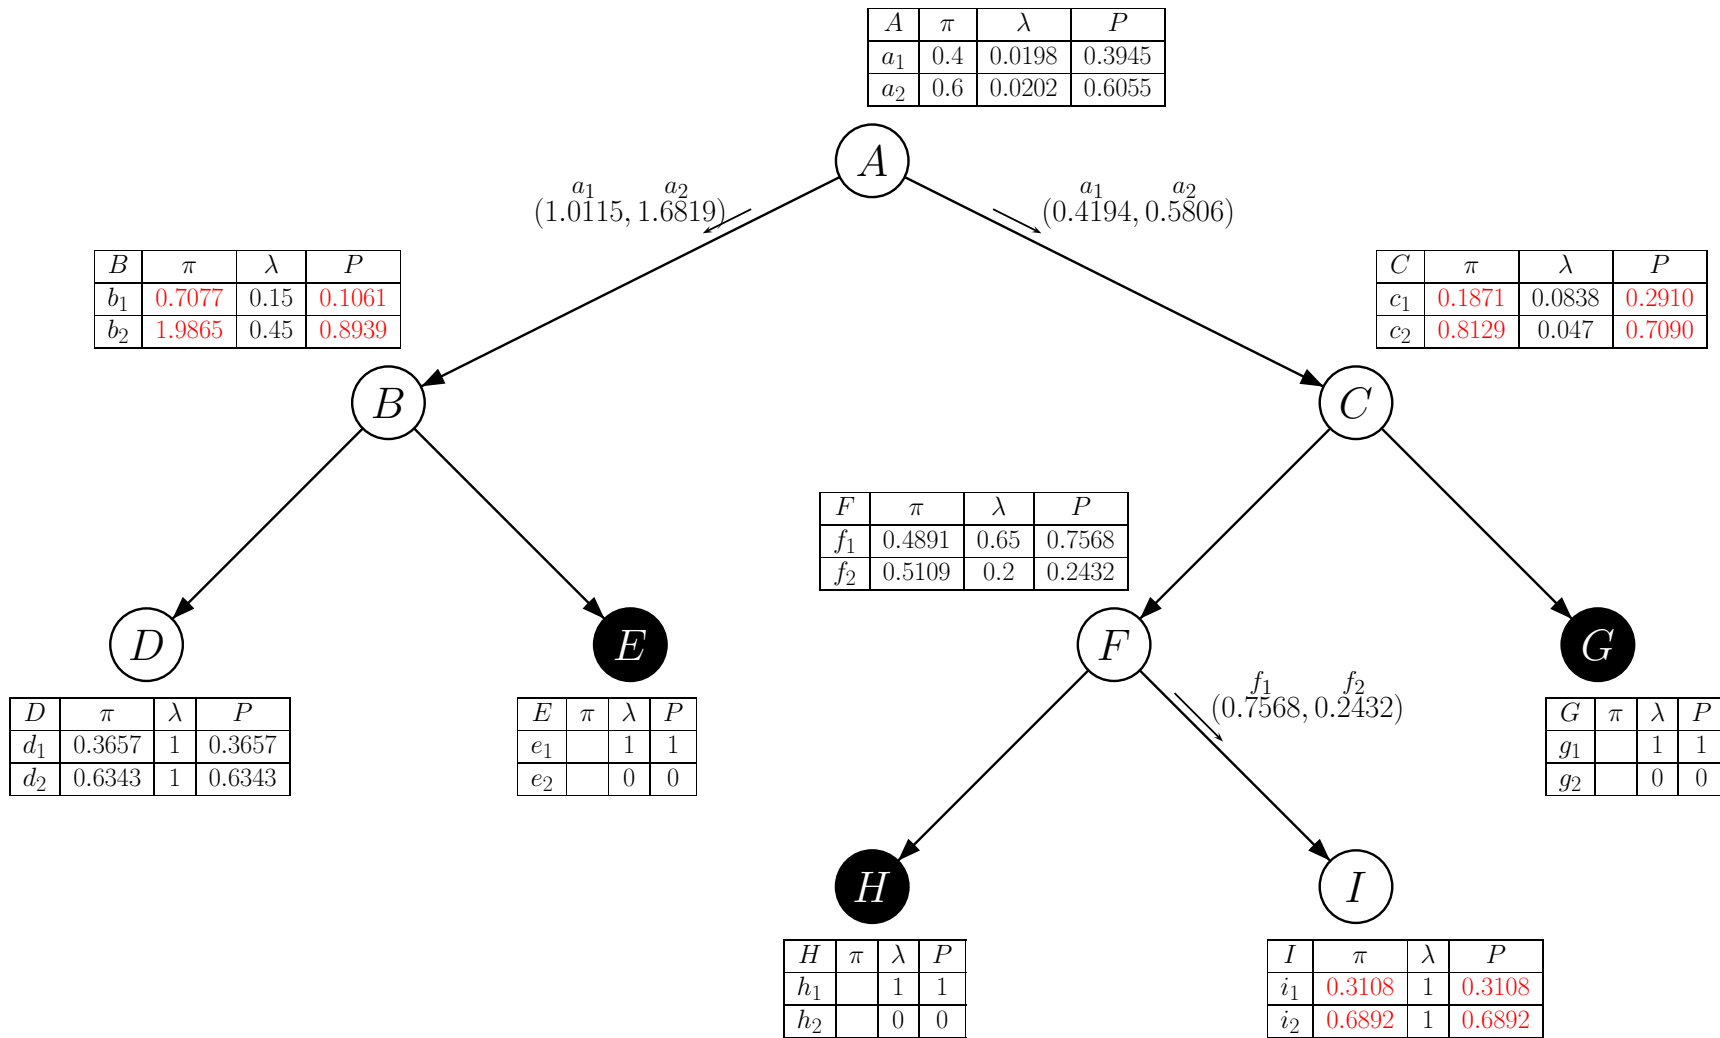 A π λ P
a₁ 0.4 0.0198 0.3945
a₂ 0.6 0.0202 0.6055
A
a₁ a₂
(1.0115, 1.6819)
a₁ a₂
(0.4194, 0.5806)
B π λ P
b₁ 0.7077 0.15 0.1061
b₂ 1.9865 0.45 0.8939
C π λ P
c₁ 0.1871 0.0838 0.2910
c₂ 0.8129 0.047 0.7090
B
C
F π λ P
f₁ 0.4891 0.65 0.7568
f₂ 0.5109 0.2 0.2432
D
E
F
G
f₁ f₂
(0.7568, 0.2432)
D π λ P
d₁ 0.3657 1 0.3657
d₂ 0.6343 1 0.6343
E π λ P
e₁ 1 1
e₂ 0 0
G π λ P
g₁ 1 1
g₂ 0 0
H
I
H π λ P
h₁ 1 1
h₂ 0 0
I π λ P
i₁ 0.3108 1 0.3108
i₂ 0.6892 1 0.6892